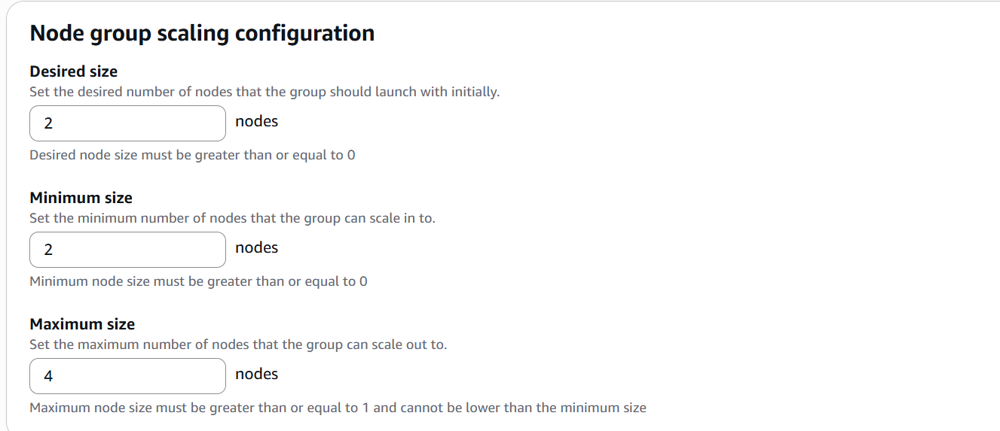 Node group scaling configuration
Desired size
Set the desired number of nodes that the group should launch with initially.
2 nodes
Desired node size must be greater than or equal to 0
Minimum size
Set the minimum number of nodes that the group can scale in to.
2 nodes
Minimum node size must be greater than or equal to 0
Maximum size
Set the maximum number of nodes that the group can scale out to.
4 nodes
Maximum node size must be greater than or equal to 1 and cannot be lower than the minimum size